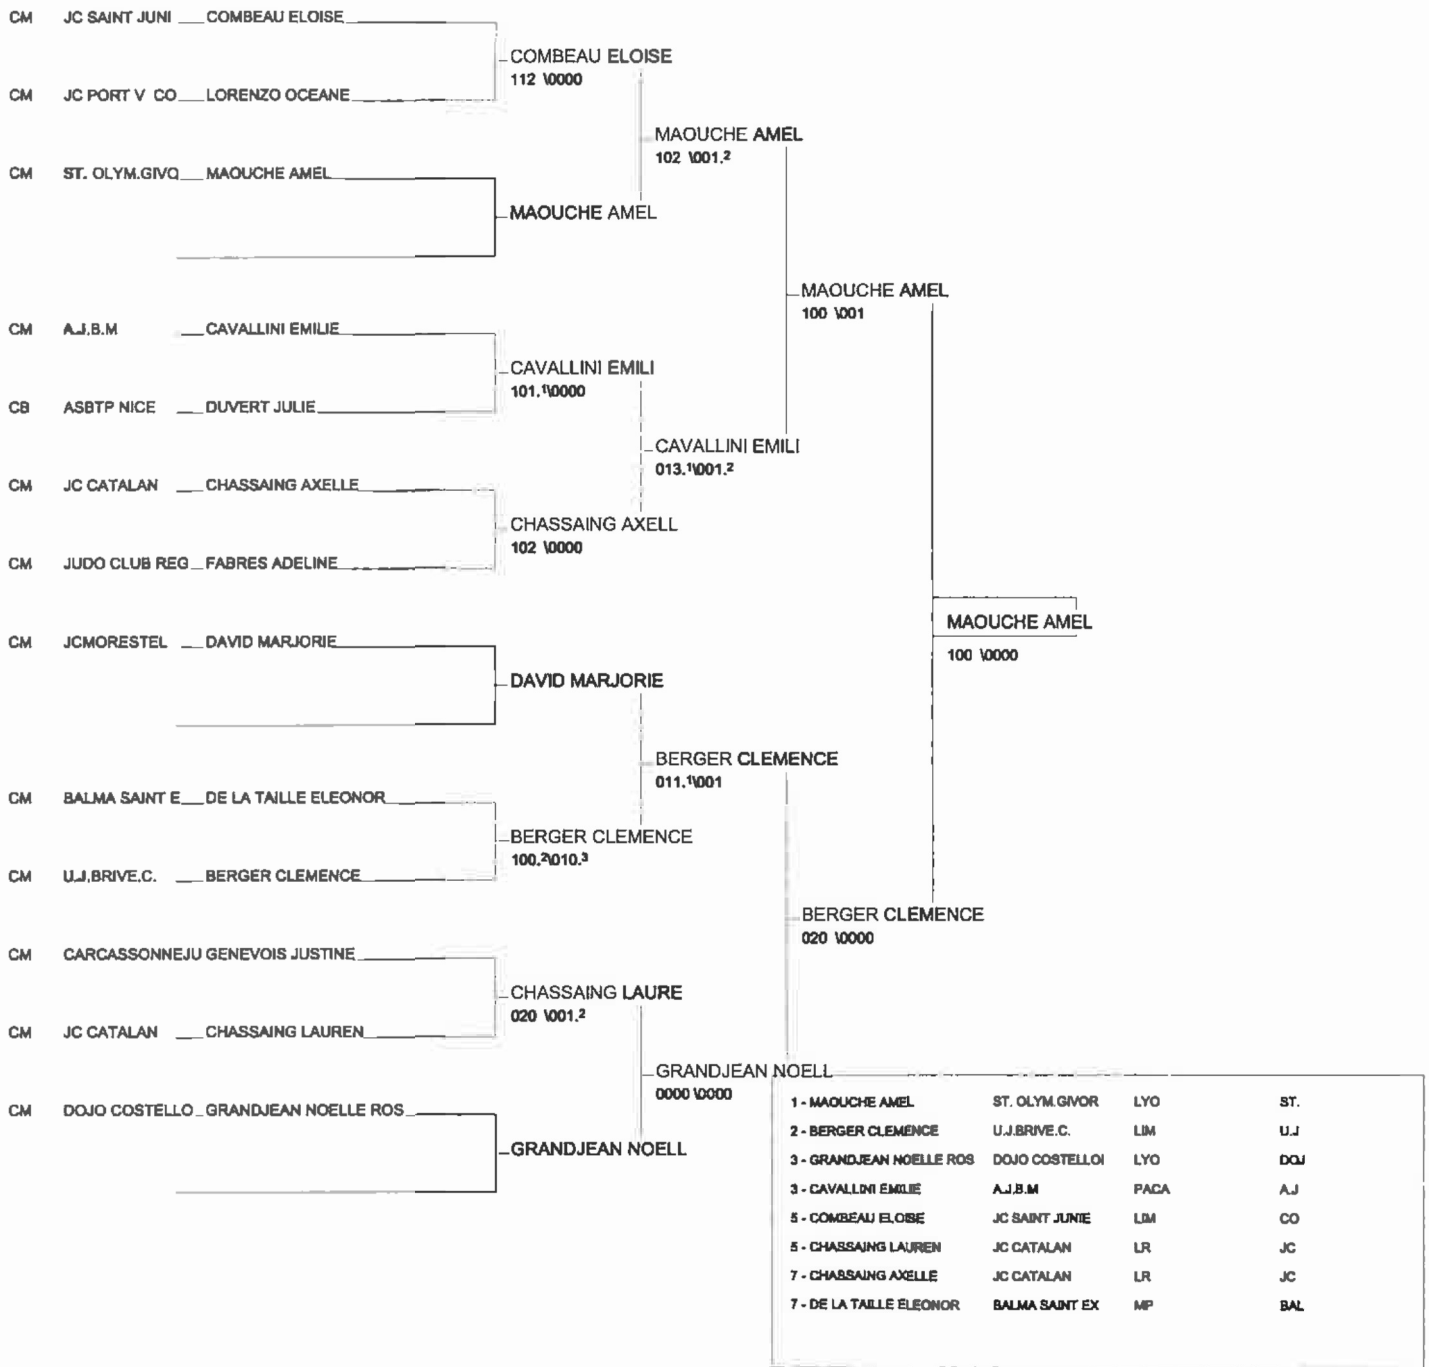 CM JC SAINT JUNI COMBEAU ELOISE
COMBEAU ELOISE
112 \0000
CM JC PORT V CO LORENZO OCEANE
MAOUCHE AMEL
102 \001.²
CM ST. OLYM.GIVO MAOUCHE AMEL
MAOUCHE AMEL
MAOUCHE AMEL
100 \001
CM A.J.B.M CAVALLINI EMILIE
CAVALLINI EMILI
101.¹\0000
CB ASBTP NICE DUVERT JULIE
CAVALLINI EMILI
013.¹\001.²
CM JC CATALAN CHASSAING AXELLE
CHASSAING AXELL
102 \0000
CM JUDO CLUB REG FABRES ADELINE
MAOUCHE AMEL
100 \0000
CM JCMORESTEL DAVID MARJORIE
DAVID MARJORIE
BERGER CLEMENCE
011.¹\001
CM BALMA SAINT E DE LA TAILLE ELEONOR
BERGER CLEMENCE
100.²\010.³
CM U.J.BRIVE.C. BERGER CLEMENCE
BERGER CLEMENCE
020 \0000
CM CARCASSONNEJU GENEVOIS JUSTINE
CHASSAING LAURE
020 \001.²
CM JC CATALAN CHASSAING LAUREN
GRANDJEAN NOELL
0000 \0000
CM DOJO COSTELLO GRANDJEAN NOELLE ROS
GRANDJEAN NOELL
1 - MAOUCHE AMEL ST. OLYM.GIVOR LYO ST.
2 - BERGER CLEMENCE U.J.BRIVE.C. LIM U.J
3 - GRANDJEAN NOELLE ROS DOJO COSTELLOI LYO DOJ
3 - CAVALLINI EMILIE A.J.B.M PACA A.J
5 - COMBEAU ELOISE JC SAINT JUNIE LIM CO
5 - CHASSAING LAUREN JC CATALAN LR JC
7 - CHASSAING AXELLE JC CATALAN LR JC
7 - DE LA TAILLE ELEONOR BALMA SAINT EX MP BAL